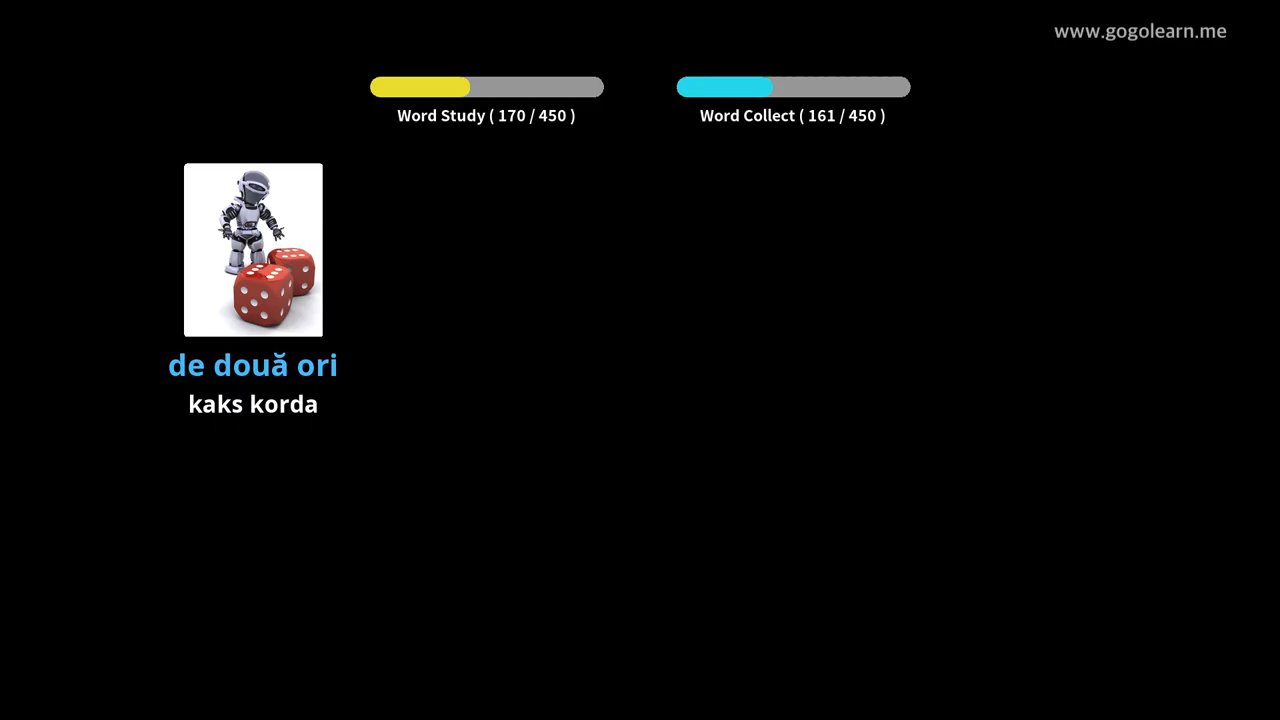 www.gogolearn.me
Word Study ( 170 / 450 )
Word Collect ( 161 / 450 )
de două ori
kaks korda